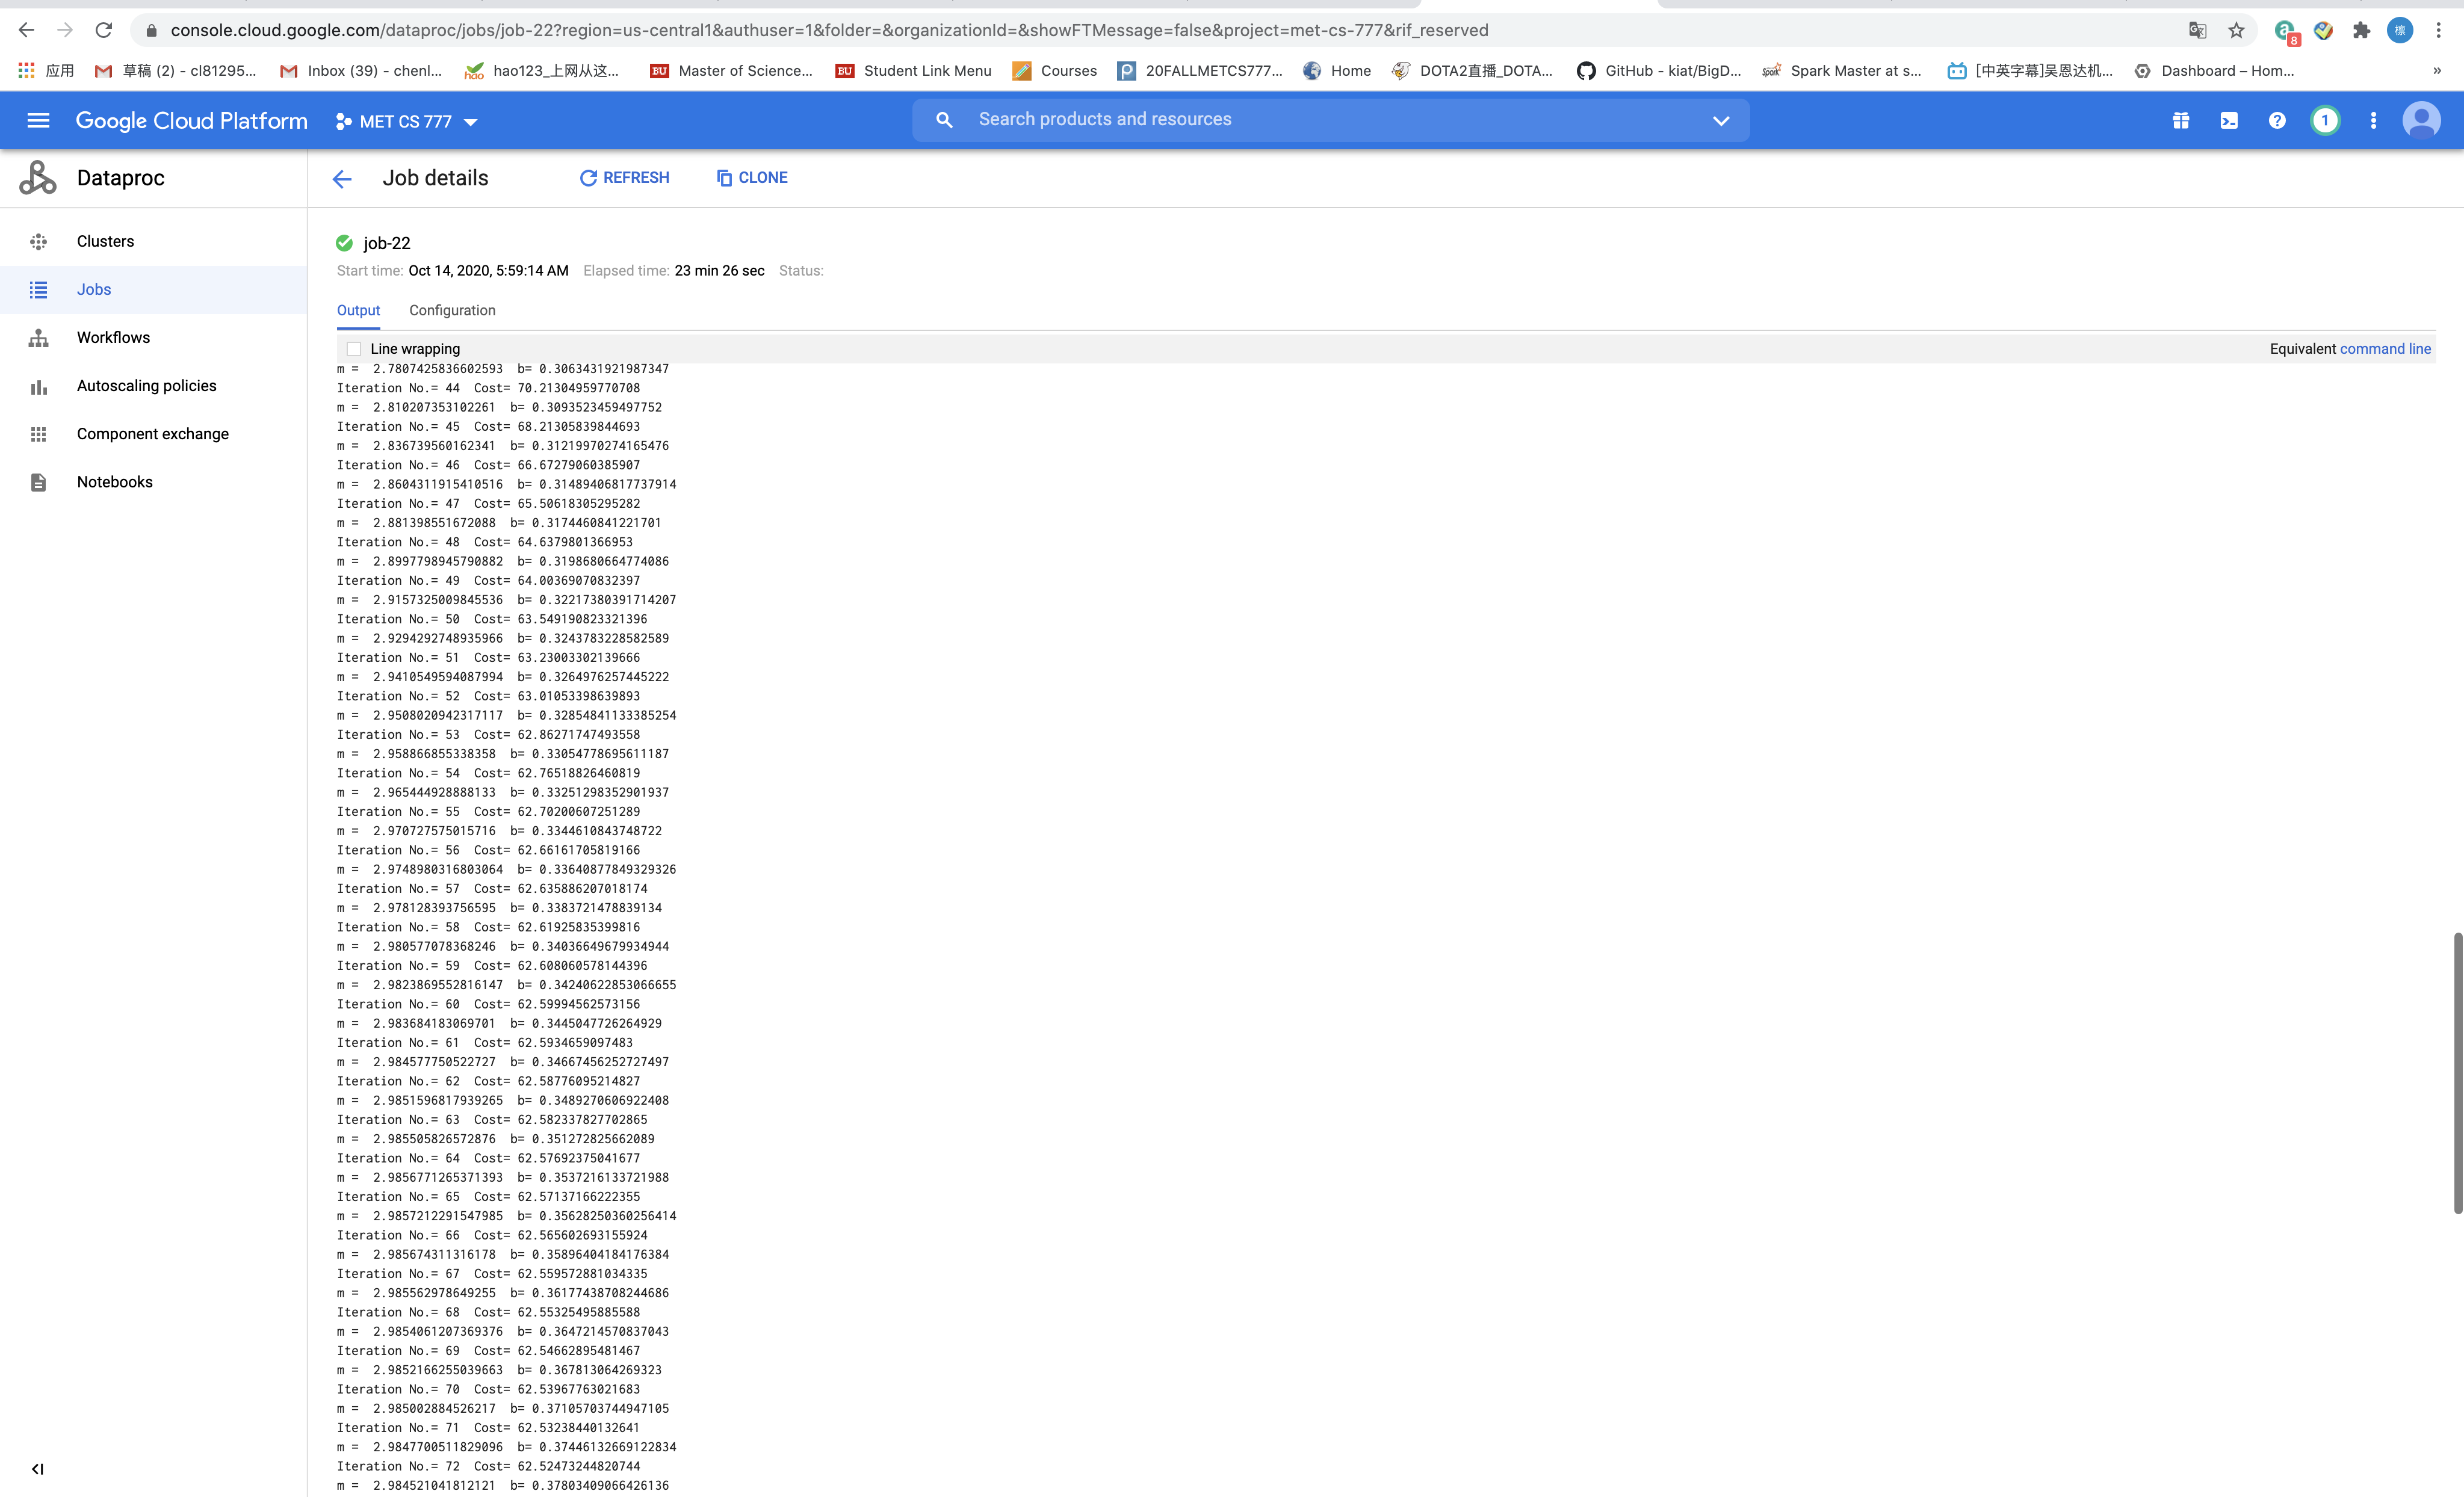 console.cloud.google.com/dataproc/jobs/job-22?region=us-central1&authuser=1&folder=&organizationId=&showFTMessage=false&project=met-cs-777&rif_reserved
8
檩
应用
草稿 (2) - cl81295...
Inbox (39) - chenl...
hao123_上网从这...
Master of Science...
Student Link Menu
Courses
20FALLMETCS777...
Home
DOTA2直播_DOTA...
GitHub - kiat/BigD...
Spark Master at s...
[中英字幕]吴恩达机...
Dashboard – Hom...
»
Google Cloud Platform
MET CS 777
Search products and resources
1
Dataproc
Job details
REFRESH
CLONE
Clusters
Jobs
Workflows
Autoscaling policies
Component exchange
Notebooks
job-22
Start time: Oct 14, 2020, 5:59:14 AM Elapsed time: 23 min 26 sec Status:
Output Configuration
Line wrapping
Equivalent command line
m =  2.7807425836602593  b= 0.3063431921987347
Iteration No.= 44  Cost= 70.21304959770708
m =  2.810207353102261  b= 0.3093523459497752
Iteration No.= 45  Cost= 68.21305839844693
m =  2.836739560162341  b= 0.31219970274165476
Iteration No.= 46  Cost= 66.67279060385907
m =  2.8604311915410516  b= 0.31489406817737914
Iteration No.= 47  Cost= 65.50618305295282
m =  2.881398551672088  b= 0.3174460841221701
Iteration No.= 48  Cost= 64.6379801366953
m =  2.8997798945790882  b= 0.3198680664774086
Iteration No.= 49  Cost= 64.00369070832397
m =  2.9157325009845536  b= 0.32217380391714207
Iteration No.= 50  Cost= 63.549190823321396
m =  2.9294292748935966  b= 0.3243783228582589
Iteration No.= 51  Cost= 63.23003302139666
m =  2.9410549594087994  b= 0.3264976257445222
Iteration No.= 52  Cost= 63.01053398639893
m =  2.9508020942317117  b= 0.32854841133385254
Iteration No.= 53  Cost= 62.86271747493558
m =  2.958866855338358  b= 0.33054778695611187
Iteration No.= 54  Cost= 62.76518826460819
m =  2.965444928888133  b= 0.33251298352901937
Iteration No.= 55  Cost= 62.70200607251289
m =  2.970727575015716  b= 0.3344610843748722
Iteration No.= 56  Cost= 62.66161705819166
m =  2.9748980316803064  b= 0.33640877849329326
Iteration No.= 57  Cost= 62.635886207018174
m =  2.978128393756595  b= 0.3383721478839134
Iteration No.= 58  Cost= 62.61925835399816
m =  2.980577078368246  b= 0.34036649679934944
Iteration No.= 59  Cost= 62.608060578144396
m =  2.9823869552816147  b= 0.34240622853066655
Iteration No.= 60  Cost= 62.59994562573156
m =  2.983684183069701  b= 0.3445047726264929
Iteration No.= 61  Cost= 62.5934659097483
m =  2.984577750522727  b= 0.34667456252727497
Iteration No.= 62  Cost= 62.58776095214827
m =  2.9851596817939265  b= 0.3489270606922408
Iteration No.= 63  Cost= 62.582337827702865
m =  2.985505826572876  b= 0.351272825662089
Iteration No.= 64  Cost= 62.57692375041677
m =  2.9856771265371393  b= 0.3537216133721988
Iteration No.= 65  Cost= 62.57137166222355
m =  2.9857212291547985  b= 0.35628250360256414
Iteration No.= 66  Cost= 62.565602693155924
m =  2.985674311316178  b= 0.35896404184176384
Iteration No.= 67  Cost= 62.559572881034335
m =  2.985562978649255  b= 0.36177438708244686
Iteration No.= 68  Cost= 62.55325495885588
m =  2.9854061207369376  b= 0.3647214570837043
Iteration No.= 69  Cost= 62.54662895481467
m =  2.9852166255039663  b= 0.367813064269323
Iteration No.= 70  Cost= 62.53967763021683
m =  2.985002884526217  b= 0.37105703744947105
Iteration No.= 71  Cost= 62.53238440132641
m =  2.9847700511829096  b= 0.37446132669122834
Iteration No.= 72  Cost= 62.52473244820744
m =  2.984521041812121  b= 0.37803409066426136